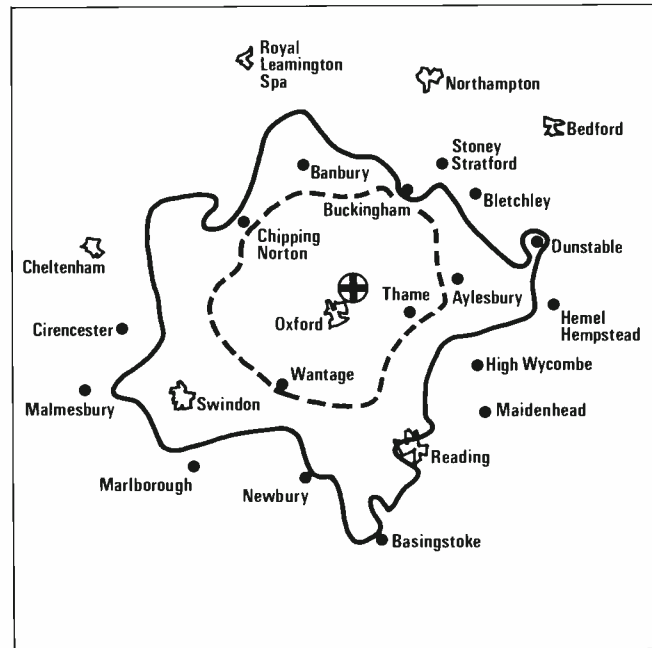 Royal
Leamington
Spa
Northampton
Bedford
Stoney
Stratford
Banbury
Buckingham
Bletchley
Chipping
Norton
Dunstable
Cheltenham
Thame
Aylesbury
Oxford
Cirencester
Hemel
Hempstead
Wantage
High Wycombe
Malmesbury
Swindon
Maidenhead
Reading
Marlborough
Newbury
Basingstoke